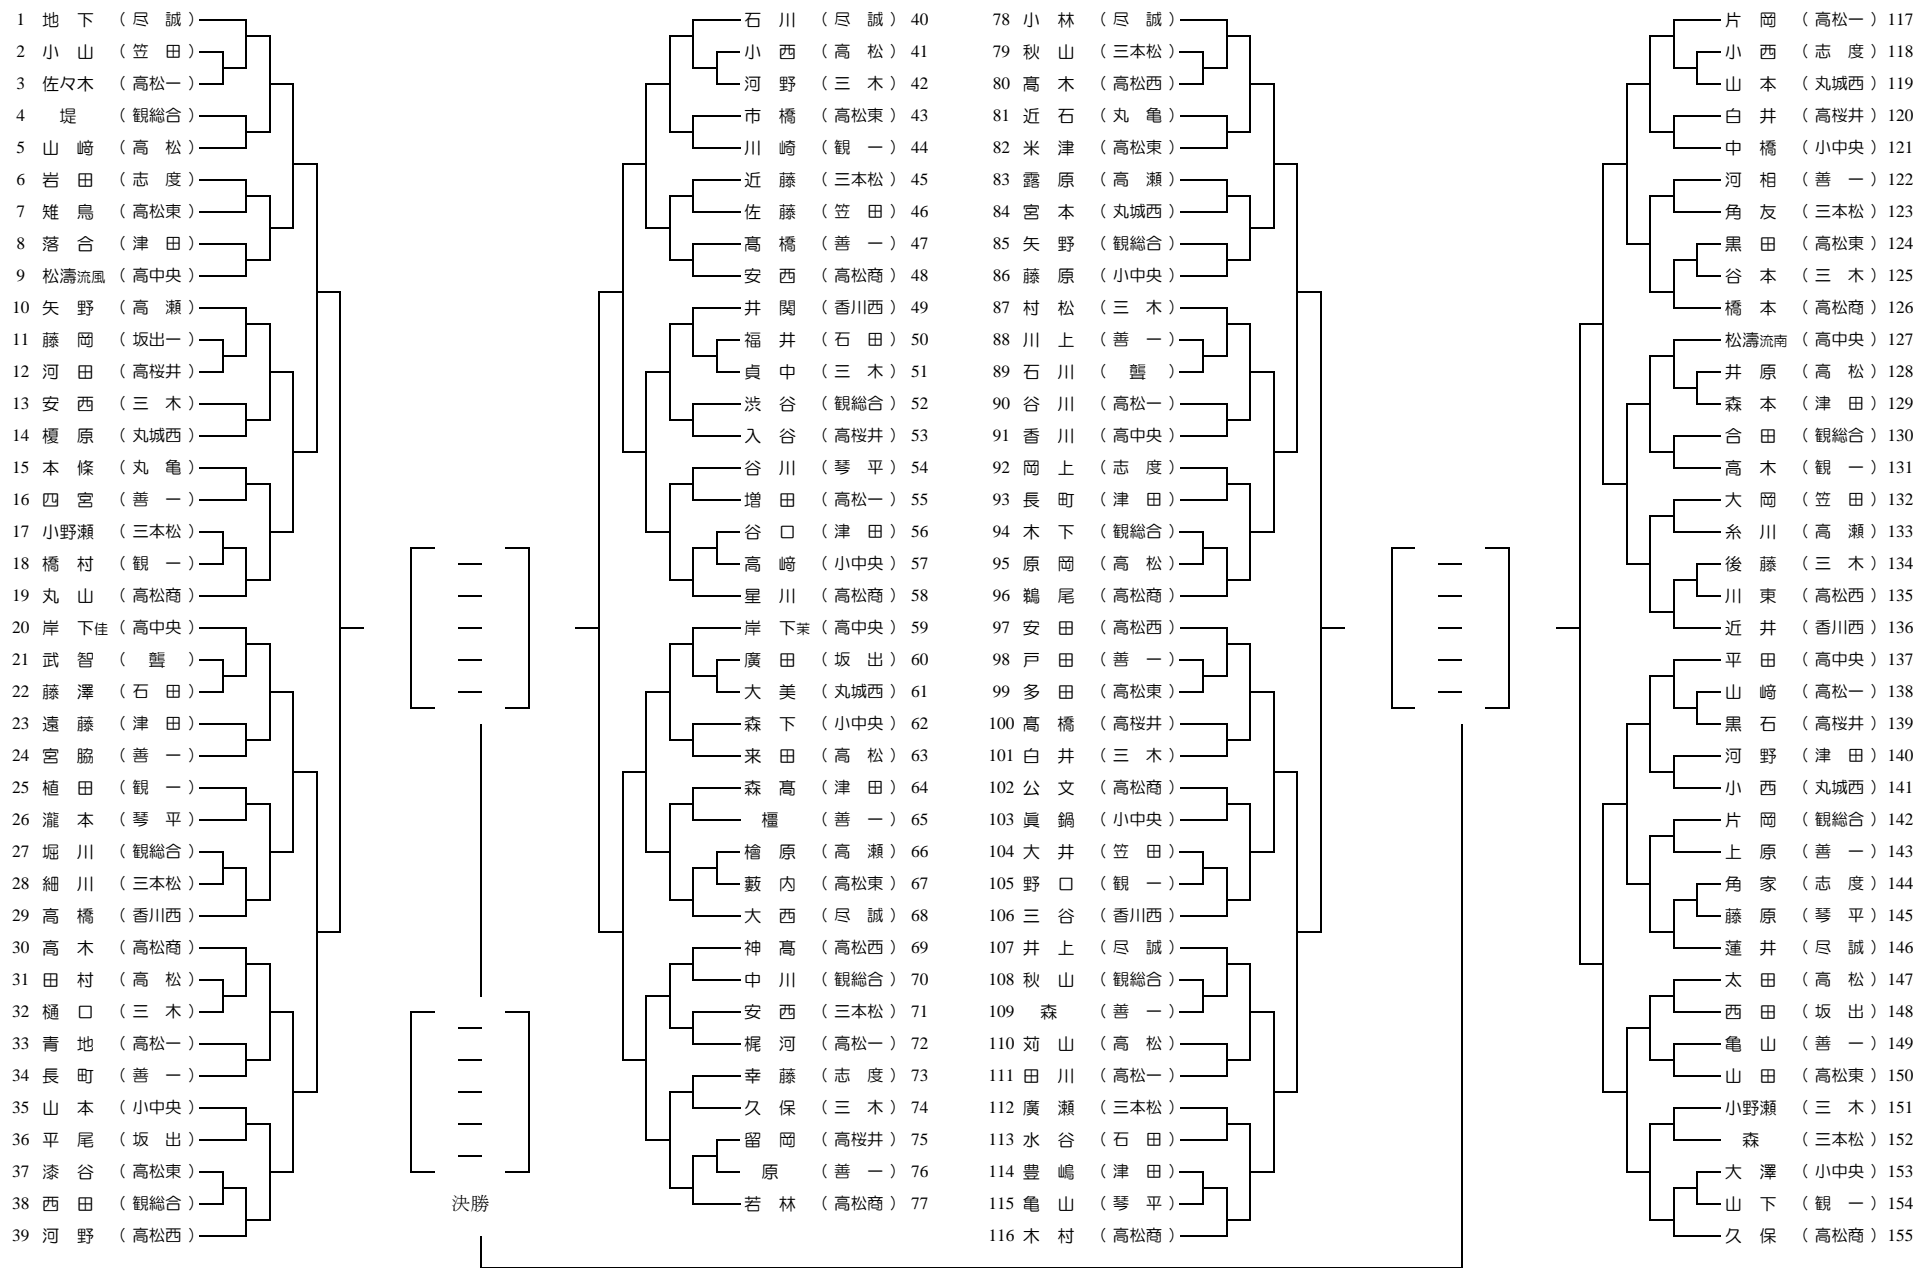 1 地 下 （ 尽 誠 ）
2 小 山 （ 笠 田 ）
3 佐々木 （ 高松一 ）
4 堤 （ 観総合 ）
5 山 﨑 （ 高 松 ）
6 岩 田 （ 志 度 ）
7 雉 鳥 （ 高松東 ）
8 落 合 （ 津 田 ）
9 松濤流風 （ 高中央 ）
10 矢 野 （ 高 瀬 ）
11 藤 岡 （ 坂出一 ）
12 河 田 （ 高桜井 ）
13 安 西 （ 三 木 ）
14 榎 原 （ 丸城西 ）
15 本 條 （ 丸 亀 ）
16 四 宮 （ 善 一 ）
17 小野瀬 （ 三本松 ）
18 橋 村 （ 観 一 ）
19 丸 山 （ 高松商 ）
20 岸 下佳 （ 高中央 ）
21 武 智 （ 聾 ）
22 藤 澤 （ 石 田 ）
23 遠 藤 （ 津 田 ）
24 宮 脇 （ 善 一 ）
25 植 田 （ 観 一 ）
26 瀧 本 （ 琴 平 ）
27 堀 川 （ 観総合 ）
28 細 川 （ 三本松 ）
29 高 橋 （ 香川西 ）
30 高 木 （ 高松商 ）
31 田 村 （ 高 松 ）
32 樋 口 （ 三 木 ）
33 青 地 （ 高松一 ）
34 長 町 （ 善 一 ）
35 山 本 （ 小中央 ）
36 平 尾 （ 坂 出 ）
37 漆 谷 （ 高松東 ）
38 西 田 （ 観総合 ）
39 河 野 （ 高松西 ）
決勝
石 川 （ 尽 誠 ） 40
小 西 （ 高 松 ） 41
河 野 （ 三 木 ） 42
市 橋 （ 高松東 ） 43
川 崎 （ 観 一 ） 44
近 藤 （ 三本松 ） 45
佐 藤 （ 笠 田 ） 46
髙 橋 （ 善 一 ） 47
安 西 （ 高松商 ） 48
井 関 （ 香川西 ） 49
福 井 （ 石 田 ） 50
貞 中 （ 三 木 ） 51
渋 谷 （ 観総合 ） 52
入 谷 （ 高桜井 ） 53
谷 川 （ 琴 平 ） 54
増 田 （ 高松一 ） 55
谷 口 （ 津 田 ） 56
高 﨑 （ 小中央 ） 57
星 川 （ 高松商 ） 58
岸 下茉 （ 高中央 ） 59
廣 田 （ 坂 出 ） 60
大 美 （ 丸城西 ） 61
森 下 （ 小中央 ） 62
来 田 （ 高 松 ） 63
森 髙 （ 津 田 ） 64
橿 （ 善 一 ） 65
檜 原 （ 高 瀬 ） 66
藪 内 （ 高松東 ） 67
大 西 （ 尽 誠 ） 68
神 髙 （ 高松西 ） 69
中 川 （ 観総合 ） 70
安 西 （ 三本松 ） 71
梶 河 （ 高松一 ） 72
幸 藤 （ 志 度 ） 73
久 保 （ 三 木 ） 74
留 岡 （ 高桜井 ） 75
原 （ 善 一 ） 76
若 林 （ 高松商 ） 77
78 小 林 （ 尽 誠 ）
79 秋 山 （ 三本松 ）
80 髙 木 （ 高松西 ）
81 近 石 （ 丸 亀 ）
82 米 津 （ 高松東 ）
83 露 原 （ 高 瀬 ）
84 宮 本 （ 丸城西 ）
85 矢 野 （ 観総合 ）
86 藤 原 （ 小中央 ）
87 村 松 （ 三 木 ）
88 川 上 （ 善 一 ）
89 石 川 （ 聾 ）
90 谷 川 （ 高松一 ）
91 香 川 （ 高中央 ）
92 岡 上 （ 志 度 ）
93 長 町 （ 津 田 ）
94 木 下 （ 観総合 ）
95 原 岡 （ 高 松 ）
96 鵜 尾 （ 高松商 ）
97 安 田 （ 高松西 ）
98 戸 田 （ 善 一 ）
99 多 田 （ 高松東 ）
100 髙 橋 （ 高桜井 ）
101 白 井 （ 三 木 ）
102 公 文 （ 高松商 ）
103 眞 鍋 （ 小中央 ）
104 大 井 （ 笠 田 ）
105 野 口 （ 観 一 ）
106 三 谷 （ 香川西 ）
107 井 上 （ 尽 誠 ）
108 秋 山 （ 観総合 ）
109 森 （ 善 一 ）
110 苅 山 （ 高 松 ）
111 田 川 （ 高松一 ）
112 廣 瀬 （ 三本松 ）
113 水 谷 （ 石 田 ）
114 豊 嶋 （ 津 田 ）
115 亀 山 （ 琴 平 ）
116 木 村 （ 高松商 ）
片 岡 （ 高松一 ） 117
小 西 （ 志 度 ） 118
山 本 （ 丸城西 ） 119
白 井 （ 高桜井 ） 120
中 橋 （ 小中央 ） 121
河 相 （ 善 一 ） 122
角 友 （ 三本松 ） 123
黒 田 （ 高松東 ） 124
谷 本 （ 三 木 ） 125
橋 本 （ 高松商 ） 126
松濤流南 （ 高中央 ） 127
井 原 （ 高 松 ） 128
森 本 （ 津 田 ） 129
合 田 （ 観総合 ） 130
高 木 （ 観 一 ） 131
大 岡 （ 笠 田 ） 132
糸 川 （ 高 瀬 ） 133
後 藤 （ 三 木 ） 134
川 東 （ 高松西 ） 135
近 井 （ 香川西 ） 136
平 田 （ 高中央 ） 137
山 﨑 （ 高松一 ） 138
黒 石 （ 高桜井 ） 139
河 野 （ 津 田 ） 140
小 西 （ 丸城西 ） 141
片 岡 （ 観総合 ） 142
上 原 （ 善 一 ） 143
角 家 （ 志 度 ） 144
藤 原 （ 琴 平 ） 145
蓮 井 （ 尽 誠 ） 146
太 田 （ 高 松 ） 147
西 田 （ 坂 出 ） 148
亀 山 （ 善 一 ） 149
山 田 （ 高松東 ） 150
小野瀬 （ 三 木 ） 151
森 （ 三本松 ） 152
大 澤 （ 小中央 ） 153
山 下 （ 観 一 ） 154
久 保 （ 高松商 ） 155